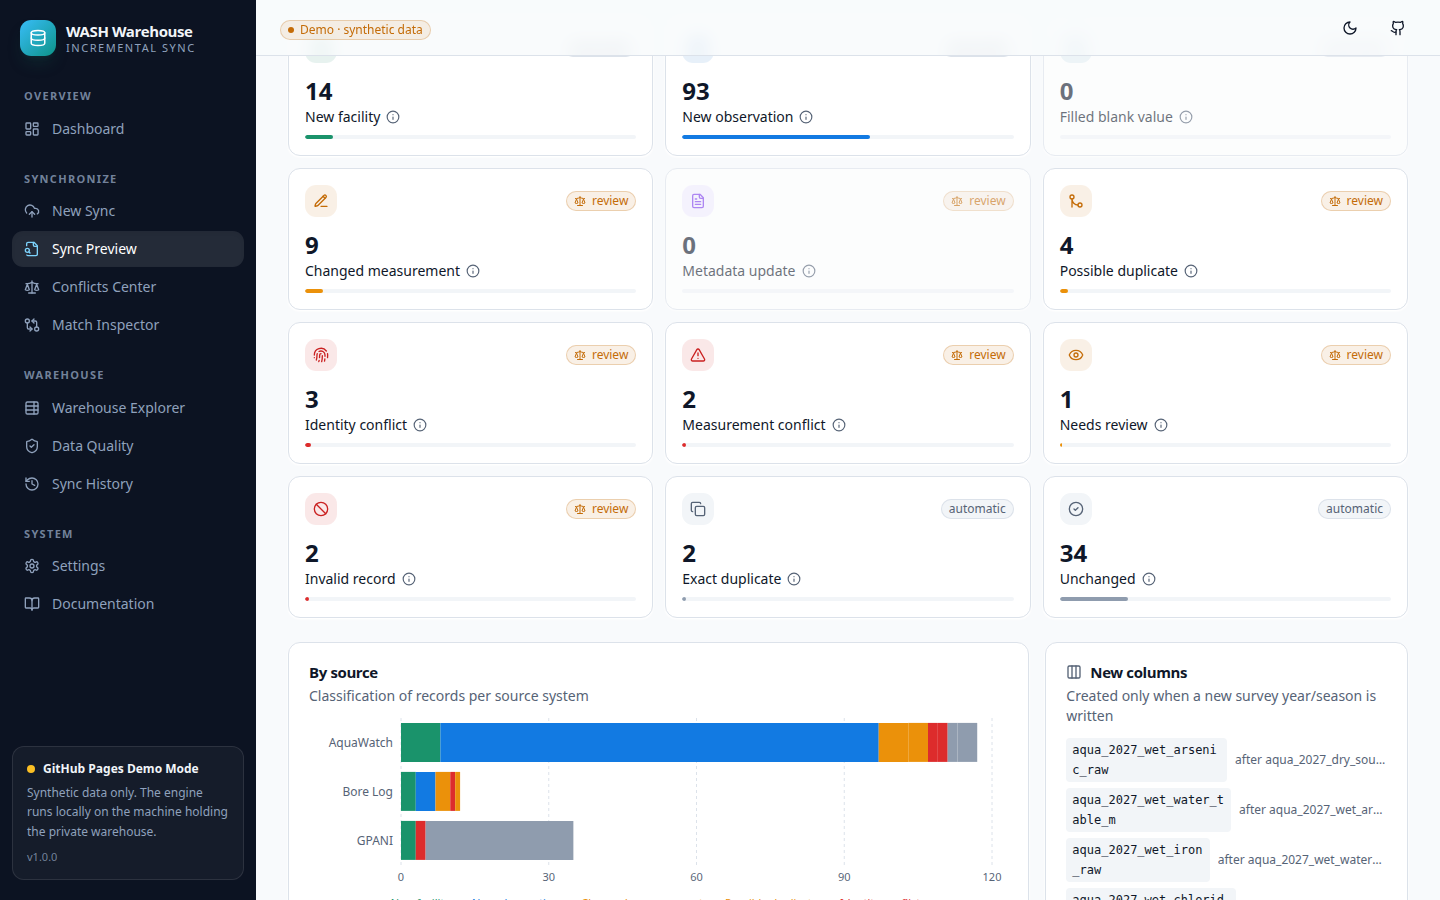 WASH Warehouse
INCREMENTAL SYNC
OVERVIEW
Dashboard
SYNCHRONIZE
New Sync
Sync Preview
Conflicts Center
Match Inspector
WAREHOUSE
Warehouse Explorer
Data Quality
Sync History
SYSTEM
Settings
Documentation
GitHub Pages Demo Mode
Synthetic data only. The engine
runs locally on the machine holding
the private warehouse.
v1.0.0
Demo · synthetic data
14
New facility
93
New observation
0
Filled blank value
review
9
Changed measurement
review
0
Metadata update
review
4
Possible duplicate
review
3
Identity conflict
review
2
Measurement conflict
review
1
Needs review
review
2
Invalid record
automatic
2
Exact duplicate
automatic
34
Unchanged
By source
Classification of records per source system
AquaWatch
Bore Log
GPANI
0 30 60 90 120
New columns
Created only when a new survey year/season is
written
aqua_2027_wet_arseni
c_raw
after aqua_2027_dry_sou...
aqua_2027_wet_water_t
able_m
after aqua_2027_wet_ar...
aqua_2027_wet_iron
_raw
after aqua_2027_wet_water...
aqua_2027_wet_chlorid